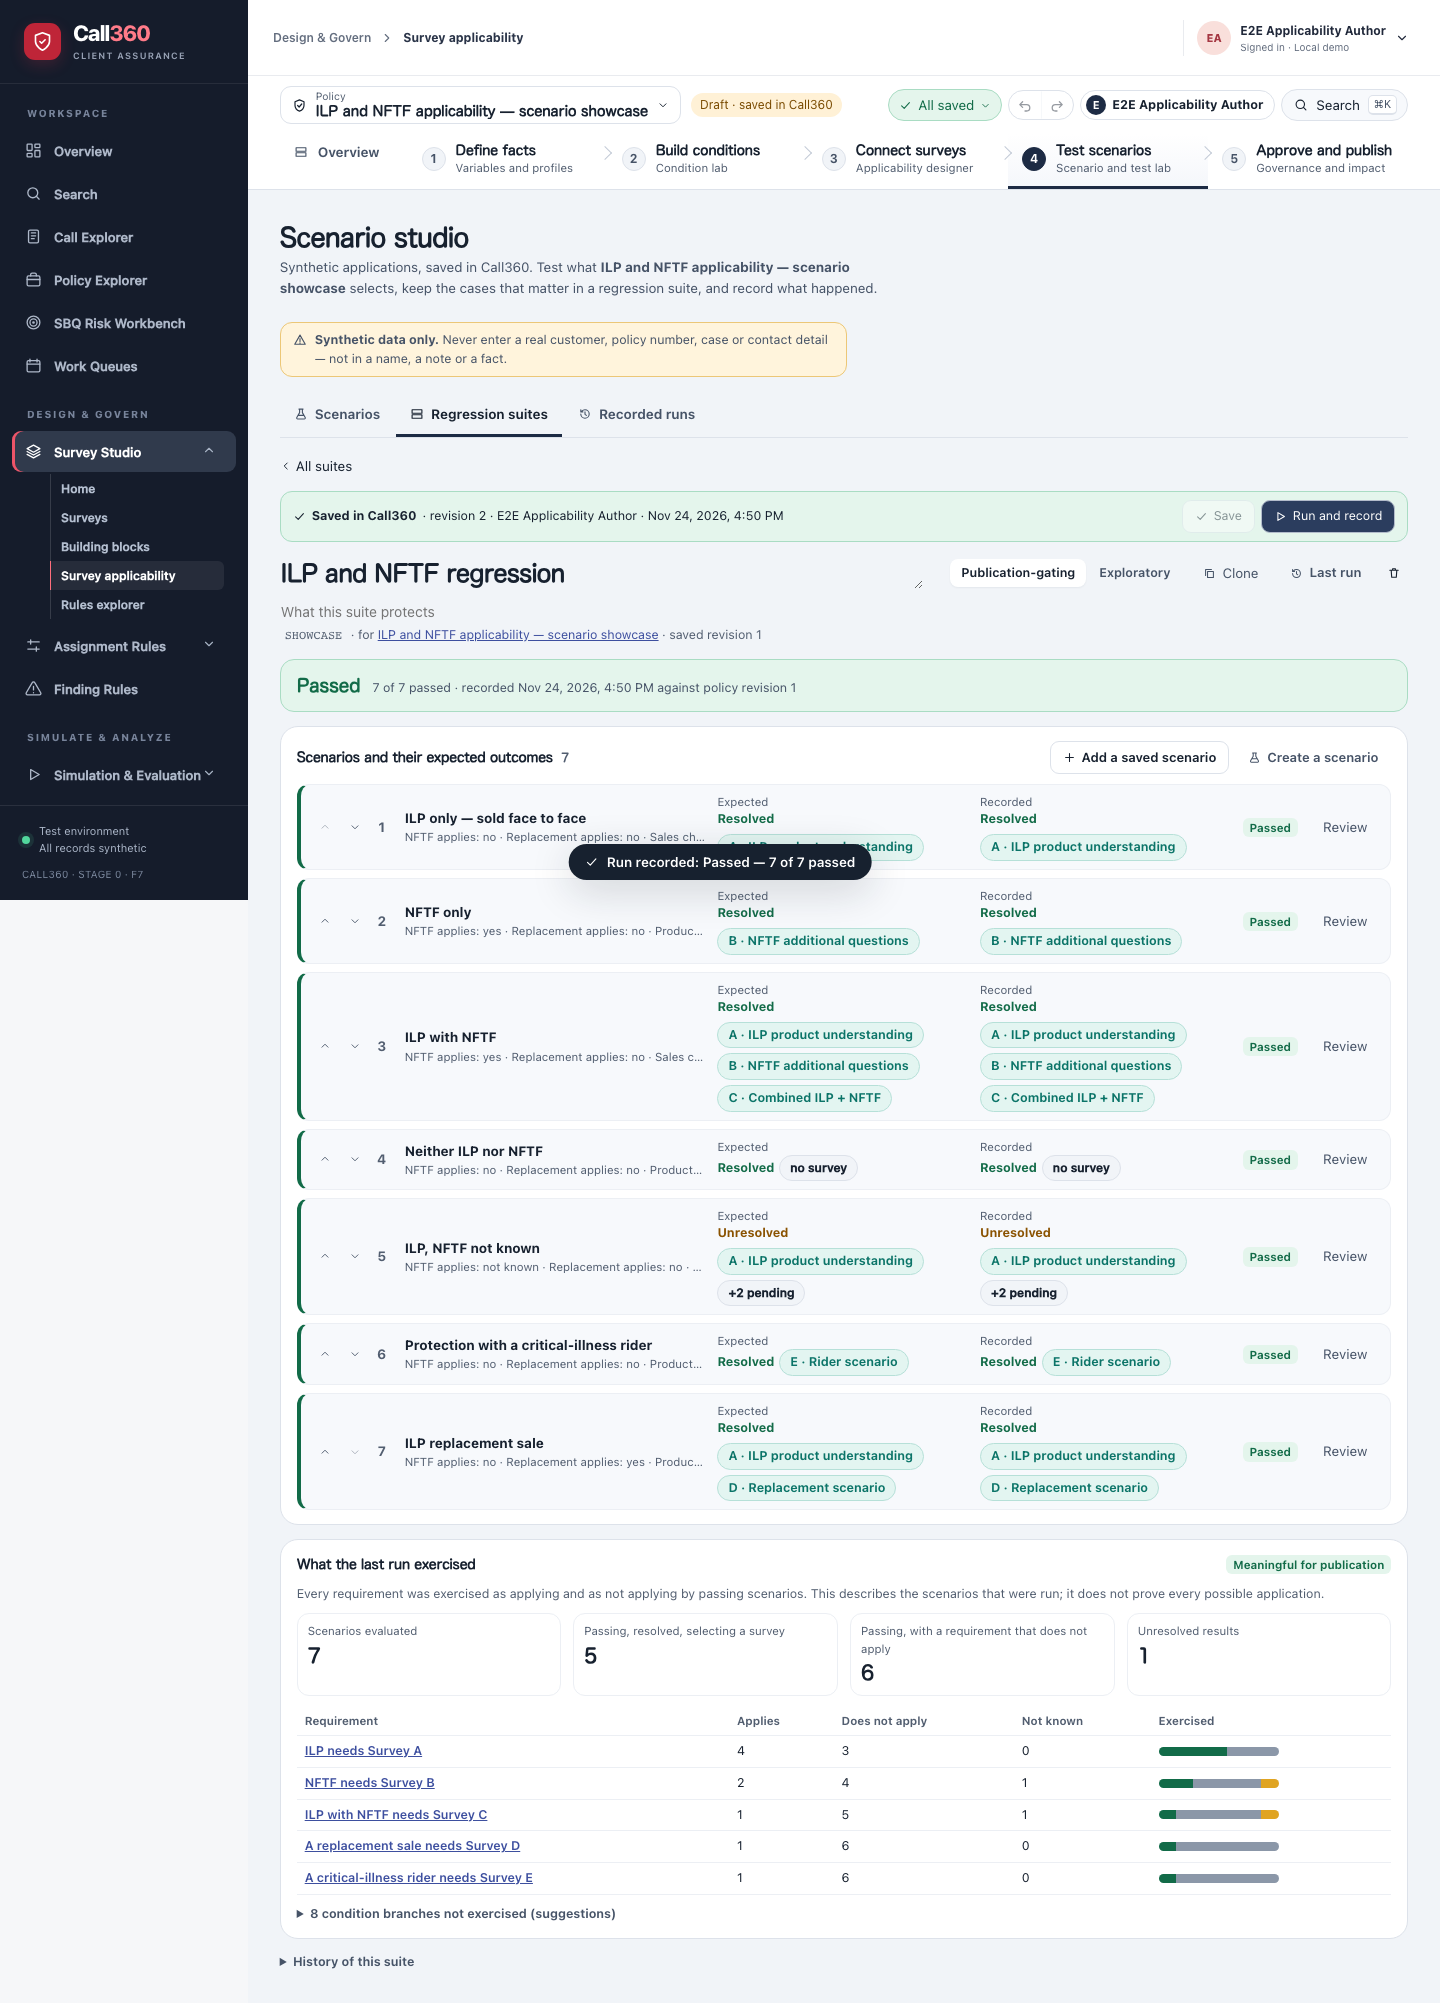 Call360
CLIENT ASSURANCE
WORKSPACE
Overview
Search
Call Explorer
Policy Explorer
SBQ Risk Workbench
Work Queues
DESIGN & GOVERN
Survey Studio
Home
Surveys
Building blocks
Survey applicability
Rules explorer
Assignment Rules
Finding Rules
SIMULATE & ANALYZE
Simulation & Evaluation
Test environment
All records synthetic
CALL360 · STAGE 0 · F7
Design & Govern
Survey applicability
EA
E2E Applicability Author
Signed in · Local demo
Policy
ILP and NFTF applicability — scenario showcase
Draft · saved in Call360
All saved
E
E2E Applicability Author
Search
⌘K
Overview
1
Define facts
Variables and profiles
2
Build conditions
Condition lab
3
Connect surveys
Applicability designer
4
Test scenarios
Scenario and test lab
5
Approve and publish
Governance and impact
Scenario studio
Synthetic applications, saved in Call360. Test what ILP and NFTF applicability — scenario
showcase selects, keep the cases that matter in a regression suite, and record what happened.
Synthetic data only. Never enter a real customer, policy number, case or contact detail
— not in a name, a note or a fact.
Scenarios
Regression suites
Recorded runs
All suites
Saved in Call360 · revision 2 · E2E Applicability Author · Nov 24, 2026, 4:50 PM
Save
Run and record
ILP and NFTF regression
Publication-gating
Exploratory
Clone
Last run
What this suite protects
SHOWCASE · for ILP and NFTF applicability — scenario showcase · saved revision 1
Passed 7 of 7 passed · recorded Nov 24, 2026, 4:50 PM against policy revision 1
Scenarios and their expected outcomes 7
Add a saved scenario
Create a scenario
1
ILP only — sold face to face
NFTF applies: no · Replacement applies: no · Sales ch...
Expected
Resolved
Recorded
Resolved
A · ILP product understanding
Passed
Review
Run recorded: Passed — 7 of 7 passed
2
NFTF only
NFTF applies: yes · Replacement applies: no · Produc...
Expected
Resolved
B · NFTF additional questions
Recorded
Resolved
B · NFTF additional questions
Passed
Review
3
ILP with NFTF
NFTF applies: yes · Replacement applies: no · Sales c...
Expected
Resolved
A · ILP product understanding
B · NFTF additional questions
C · Combined ILP + NFTF
Recorded
Resolved
A · ILP product understanding
B · NFTF additional questions
C · Combined ILP + NFTF
Passed
Review
4
Neither ILP nor NFTF
NFTF applies: no · Replacement applies: no · Product...
Expected
Resolved no survey
Recorded
Resolved no survey
Passed
Review
5
ILP, NFTF not known
NFTF applies: not known · Replacement applies: no · ...
Expected
Unresolved
A · ILP product understanding
+2 pending
Recorded
Unresolved
A · ILP product understanding
+2 pending
Passed
Review
6
Protection with a critical-illness rider
NFTF applies: no · Replacement applies: no · Product...
Expected
Resolved E · Rider scenario
Recorded
Resolved E · Rider scenario
Passed
Review
7
ILP replacement sale
NFTF applies: no · Replacement applies: yes · Produc...
Expected
Resolved
A · ILP product understanding
D · Replacement scenario
Recorded
Resolved
A · ILP product understanding
D · Replacement scenario
Passed
Review
What the last run exercised
Meaningful for publication
Every requirement was exercised as applying and as not applying by passing scenarios. This describes the scenarios that were run; it does not prove every possible application.
Scenarios evaluated
7
Passing, resolved, selecting a survey
5
Passing, with a requirement that does not
apply
6
Unresolved results
1
Requirement Applies Does not apply Not known Exercised
ILP needs Survey A 4 3 0
NFTF needs Survey B 2 4 1
ILP with NFTF needs Survey C 1 5 1
A replacement sale needs Survey D 1 6 0
A critical-illness rider needs Survey E 1 6 0
8 condition branches not exercised (suggestions)
History of this suite